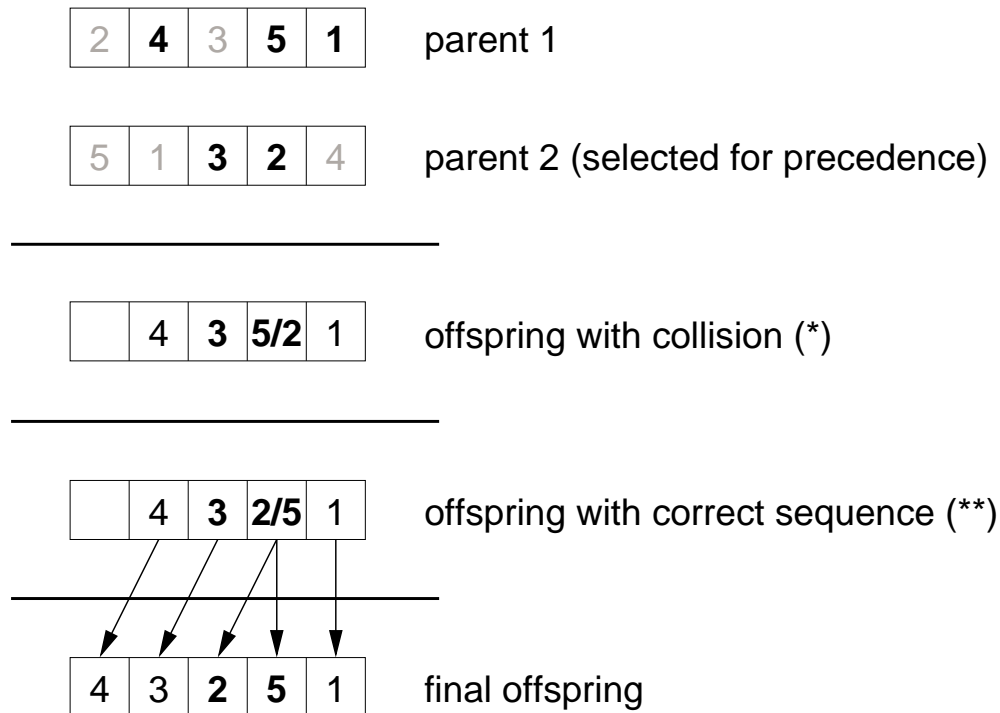 2 4 3 5 1 parent 1
5 1 3 2 4 parent 2 (selected for precedence)
4 3 5/2 1 offspring with collision (*)
4 3 2/5 1 offspring with correct sequence (**)
4 3 2 5 1 final offspring